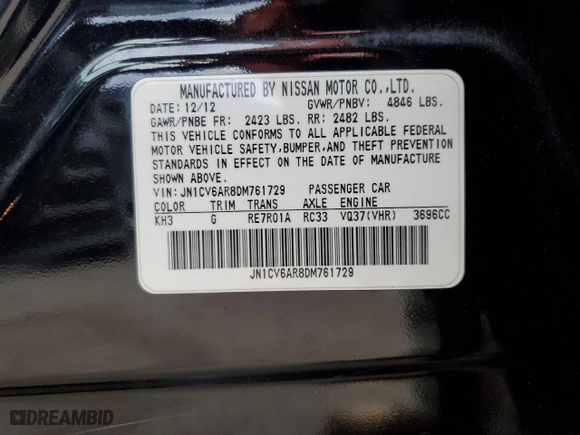 MANUFACTURED BY NISSAN MOTOR CO.,LTD.
DATE: 12/12 GVWR/PNBV: 4846 LBS.
GAWR/PNBE FR: 2423 LBS. RR: 2482 LBS.
THIS VEHICLE CONFORMS TO ALL APPLICABLE FEDERAL
MOTOR VEHICLE SAFETY, BUMPER, AND THEFT PREVENTION
STANDARDS IN EFFECT ON THE DATE OF MANUFACTURE
SHOWN ABOVE.
VIN: JN1CV6AR8DM761729 PASSENGER CAR
COLOR TRIM TRANS AXLE ENGINE
KH3 G RE7R01A RC33 VQ37(VHR) 3696CC
JN1CV6AR8DM761729
DREAMBID